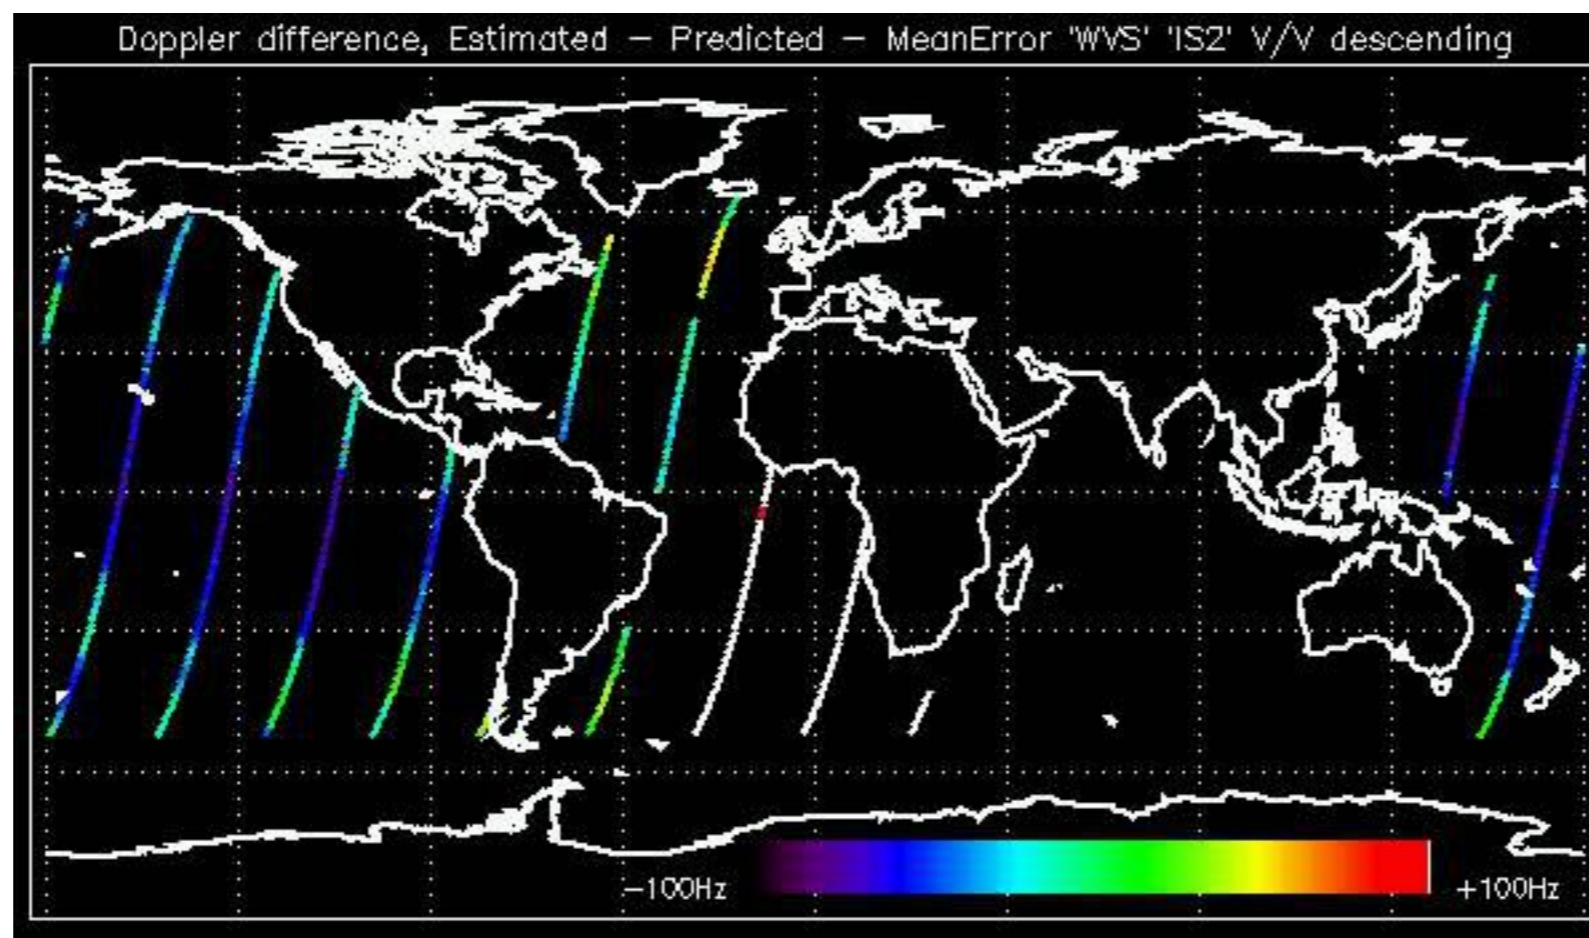 Doppler difference, Estimated – Predicted – MeanError 'WVS' 'IS2' V/V descending
–100Hz
+100Hz